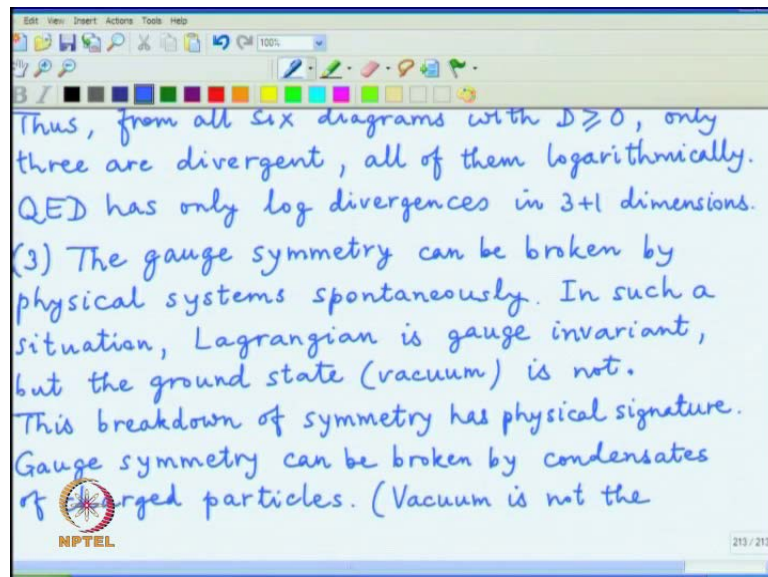 Edit View Insert Actions Tools Help
100%
B I
Thus, from all six diagrams with D ≥ 0, only
three are divergent, all of them logarithmically.
QED has only log divergences in 3+1 dimensions.
(3) The gauge symmetry can be broken by
physical systems spontaneously. In such a
situation, Lagrangian is gauge invariant,
but the ground state (vacuum) is not.
This breakdown of symmetry has physical signature.
Gauge symmetry can be broken by condensates
of charged particles. (Vacuum is not the
NPTEL
213 / 213